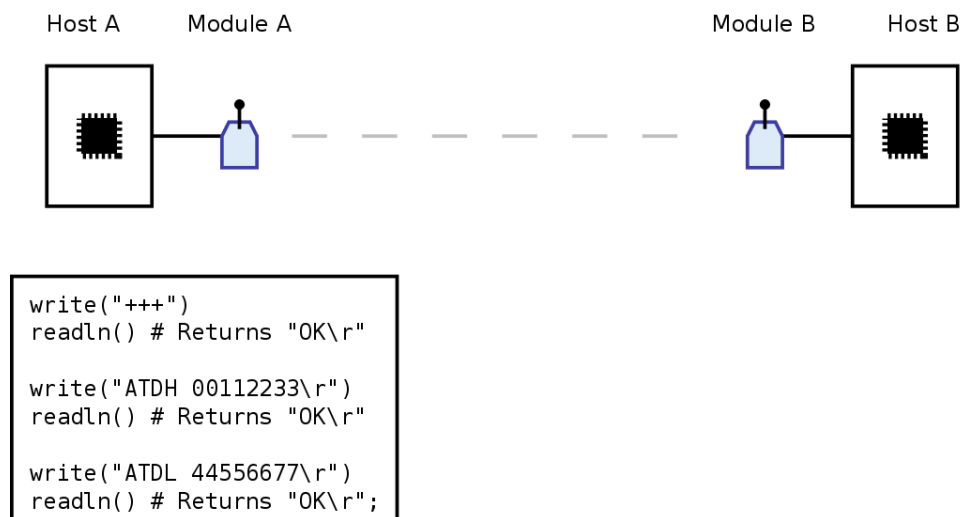 Host A Module A Module B Host B
write("+++")
readln() # Returns "OK\r"
write("ATDH 00112233\r")
readln() # Returns "OK\r"
write("ATDL 44556677\r")
readln() # Returns "OK\r";